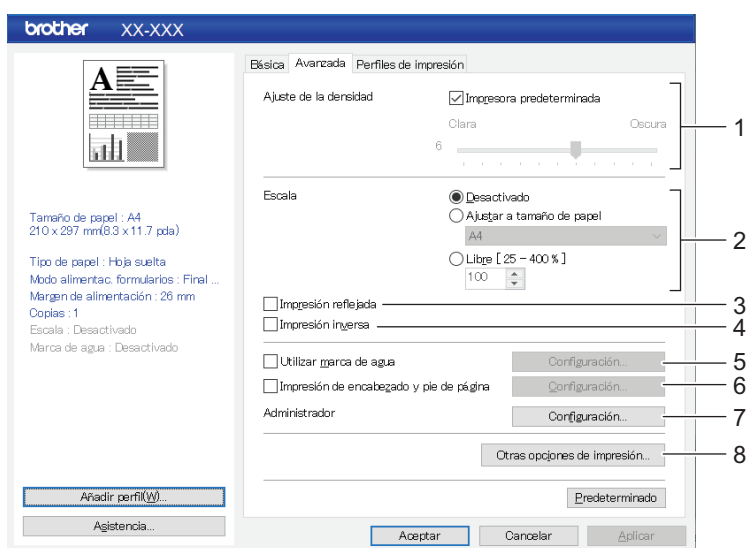 brother XX-XXX
A
Tamaño de papel : A4
210 x 297 mm(8.3 x 11.7 pda)
Tipo de papel : Hoja suelta
Modo alimentac. formularios : Final ...
Margen de alimentación : 26 mm
Copias : 1
Escala : Desactivado
Marca de agua : Desactivado
Añadir perfil(W)...
Asistencia...
Básica Avanzada Perfiles de impresión
Ajuste de la densidad Impresora predeterminada
Clara Oscura
6
1
Escala Desactivado
Ajustar a tamaño de papel
A4
2
Libre [ 25 – 400 % ]
100
Impresión reflejada 3
Impresión inversa 4
Utilizar marca de agua Configuración... 5
Impresión de encabezado y pie de página Configuración... 6
Administrador Configuración... 7
Otras opciones de impresión... 8
Predeterminado
Aceptar Cancelar Aplicar